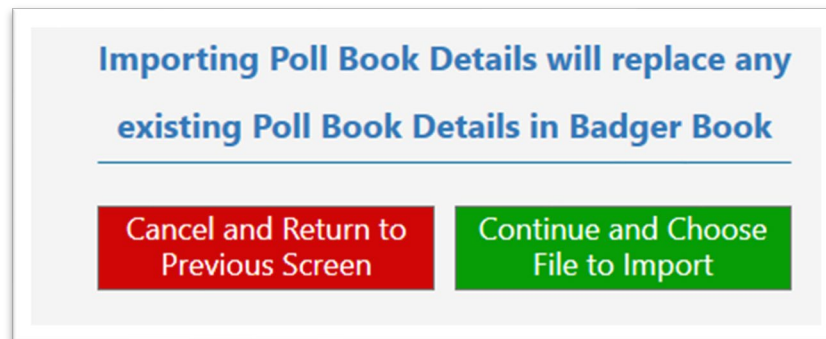 Importing Poll Book Details will replace any
existing Poll Book Details in Badger Book
Cancel and Return to
Previous Screen
Continue and Choose
File to Import